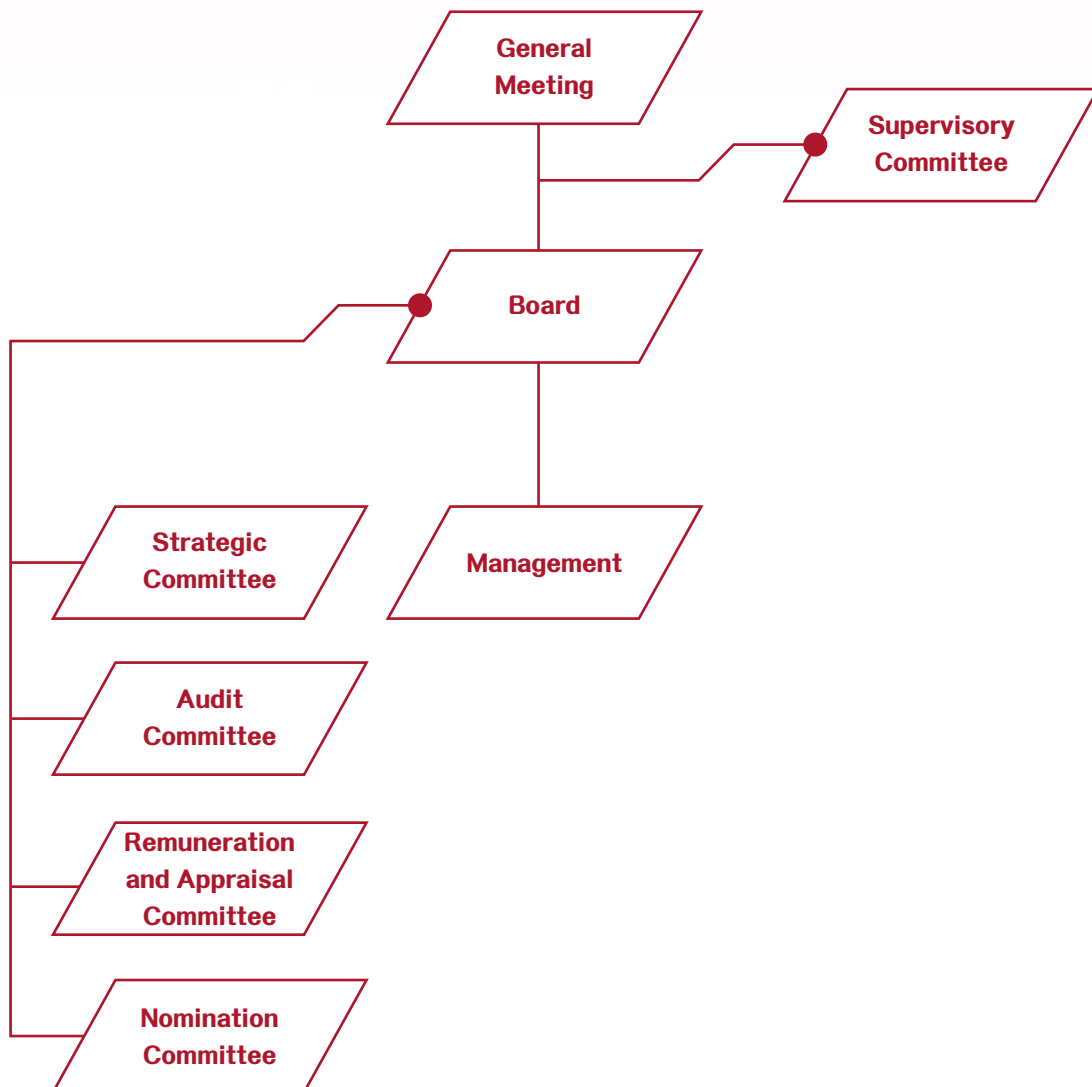 General
Meeting
Supervisory
Committee
Board
Strategic
Committee
Management
Audit
Committee
Remuneration
and Appraisal
Committee
Nomination
Committee